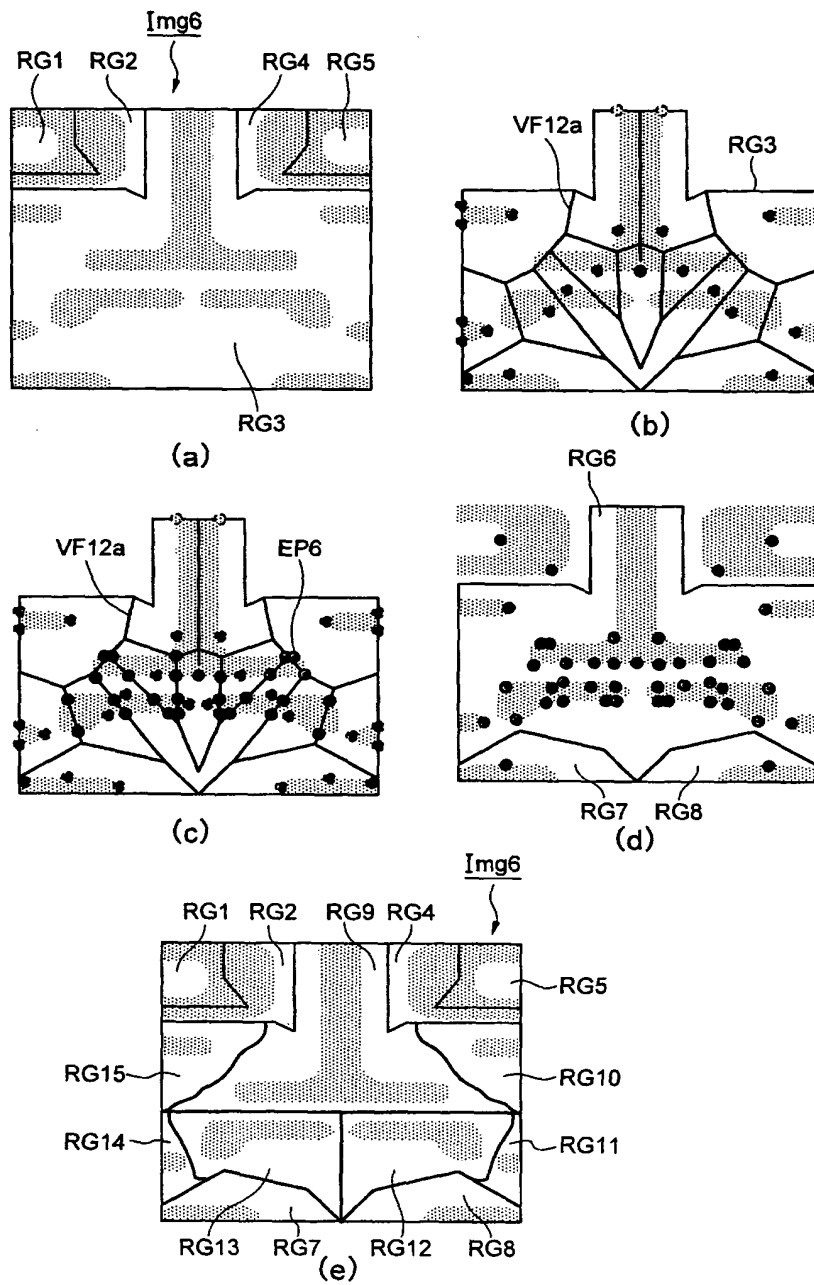 Img6
RG1 RG2 RG4 RG5
RG3
(a)
VF12a RG3
(b)
VF12a EP6
(c)
RG6
RG7 RG8
(d)
Img6
RG1 RG2 RG9 RG4
RG5
RG15 RG10
RG14 RG11
RG13 RG7 RG12 RG8
(e)